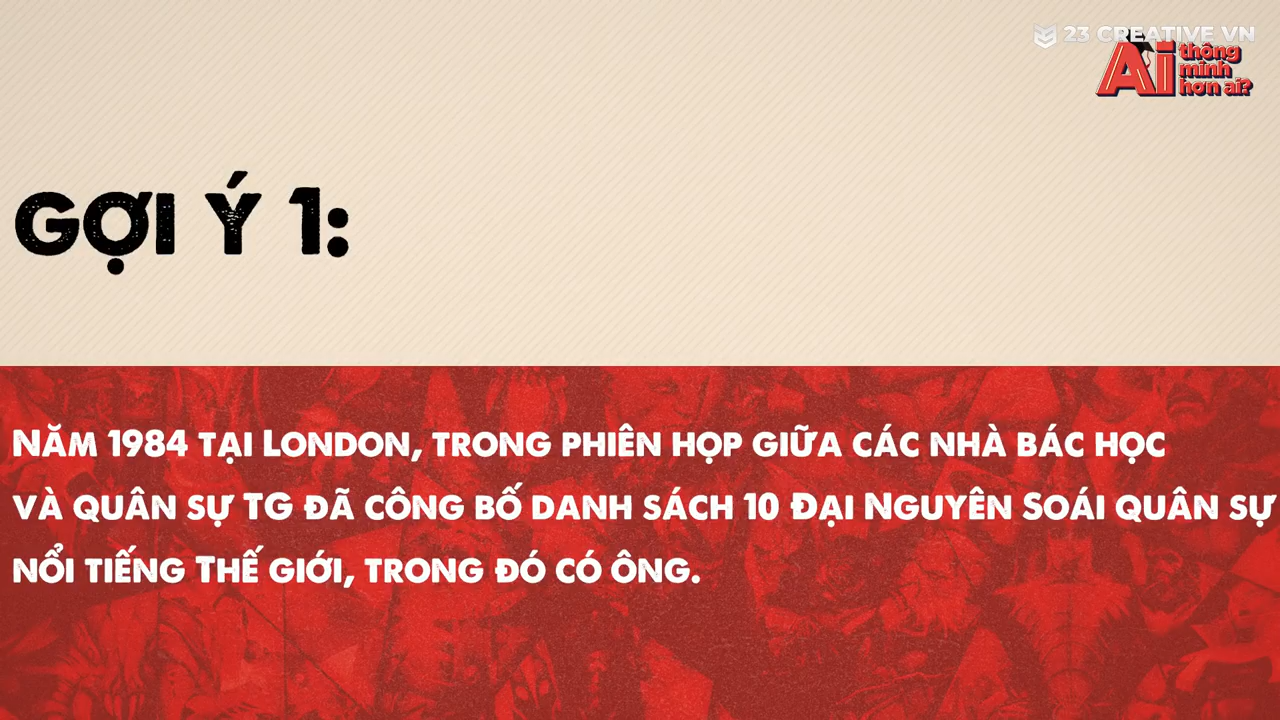 23 CREATIVE VN
Ai thông minh hơn ai?
GỢI Ý 1:
NĂM 1984 TẠI LONDON, TRONG PHIÊN HỌP GIỮA CÁC NHÀ BÁC HỌC
VÀ QUÂN SỰ TG ĐÃ CÔNG BỐ DANH SÁCH 10 ĐẠI NGUYÊN SOÁI QUÂN SỰ
NỔI TIẾNG THẾ GIỚI, TRONG ĐÓ CÓ ÔNG.